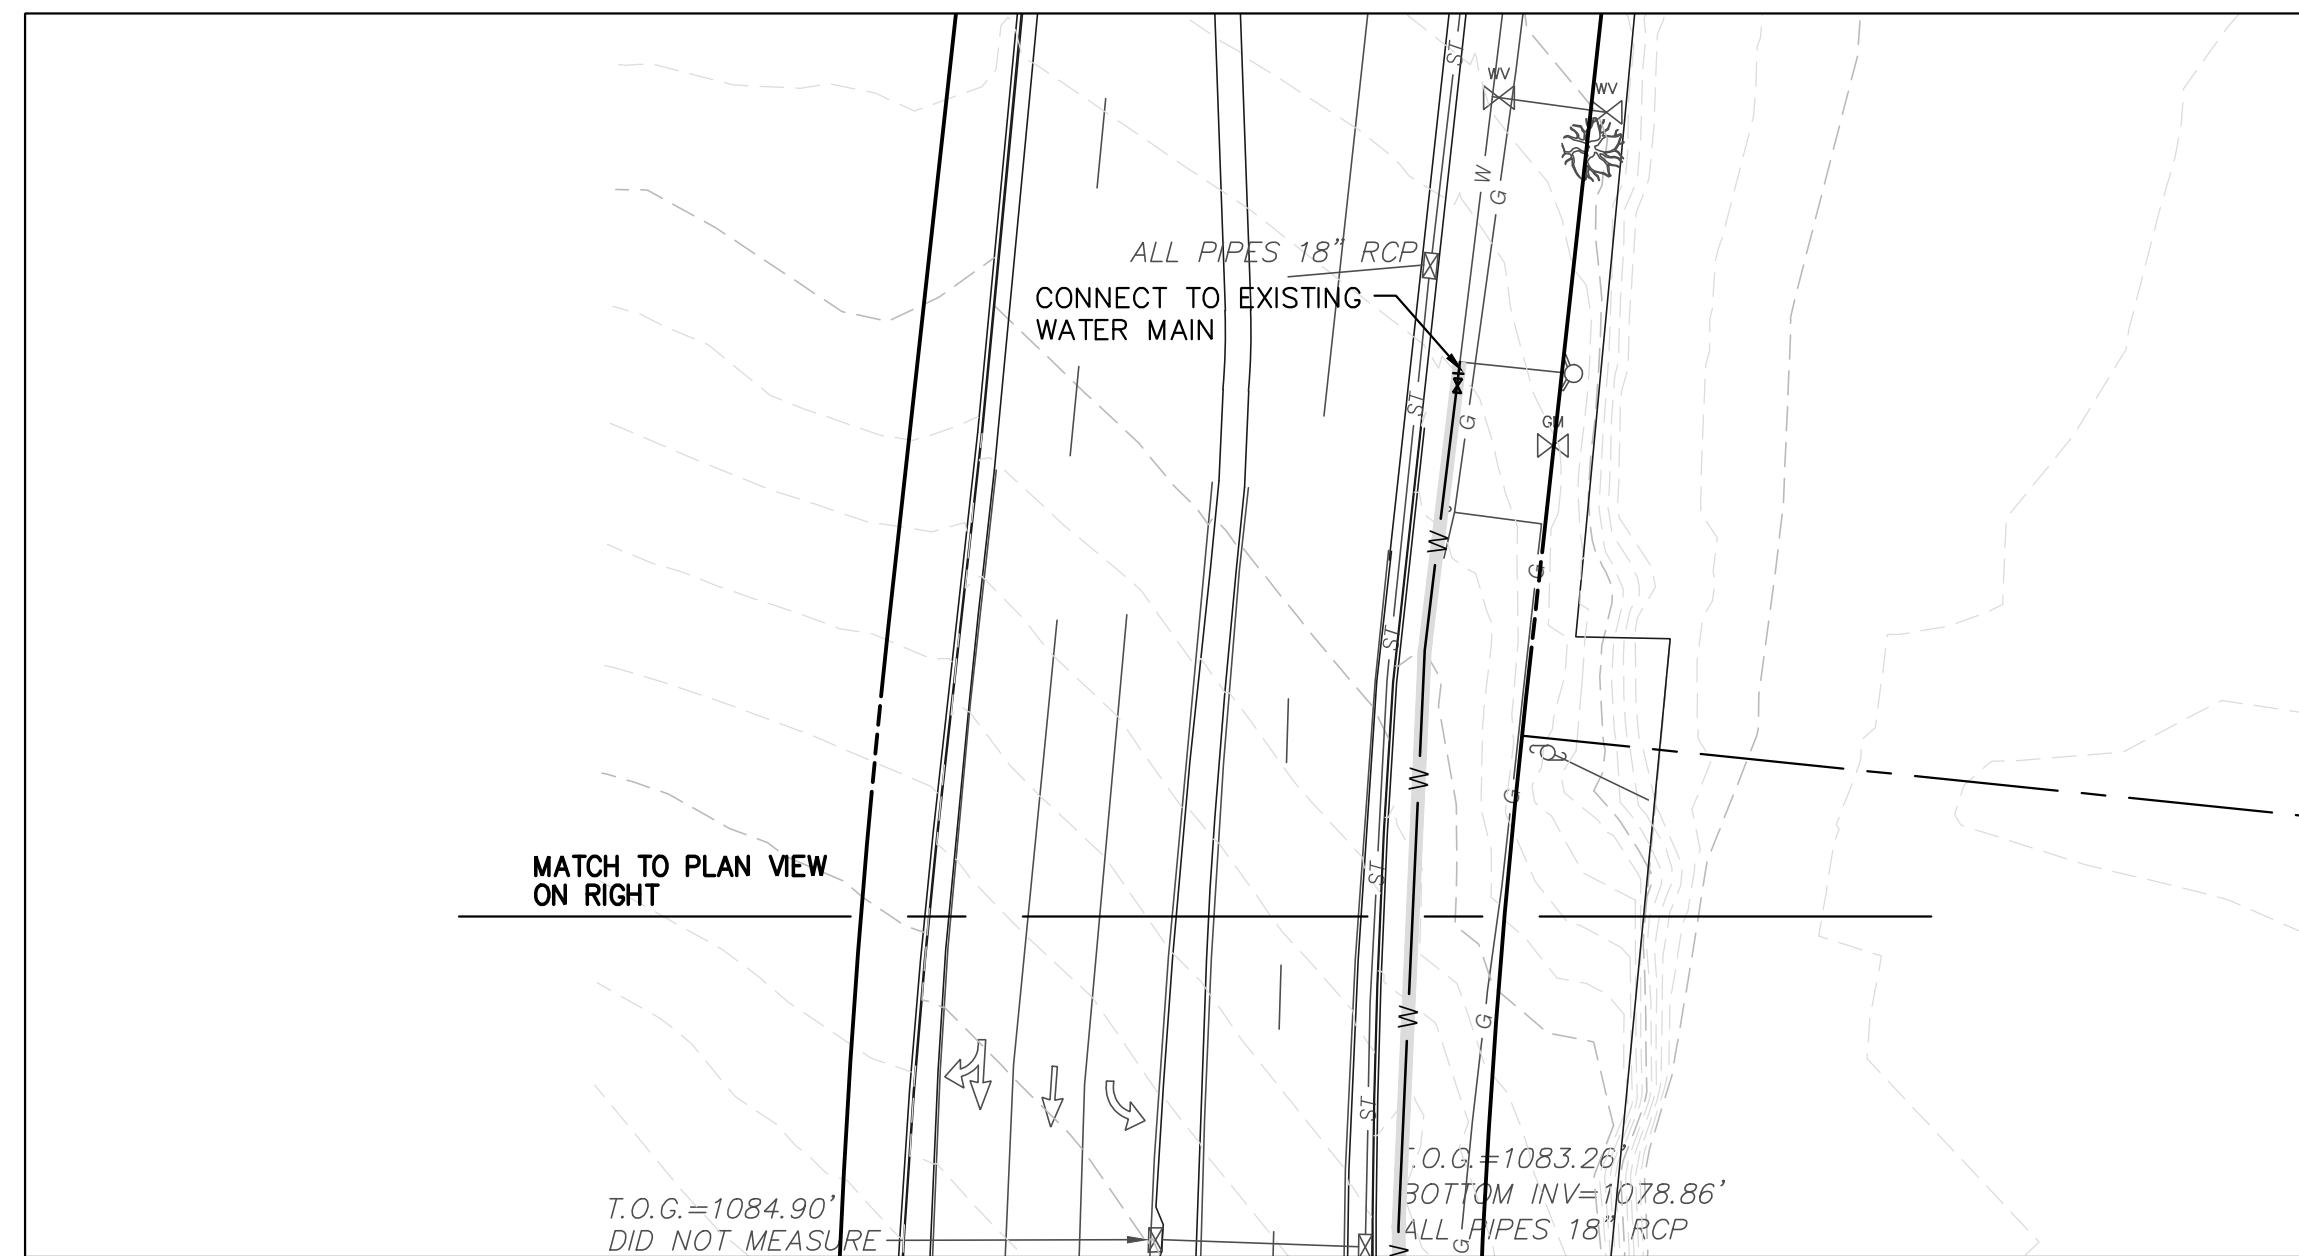 ST
WV
WV
W
G
ALL PIPES 18" RCP
CONNECT TO EXISTING
WATER MAIN
ST
G
GM
W
G
ST
W
G
MATCH TO PLAN VIEW
ON RIGHT
ST
W
G
ST
T.O.G.=1083.26'
BOTTOM INV=1078.86'
ALL PIPES 18" RCP
T.O.G.=1084.90'
DID NOT MEASURE
G